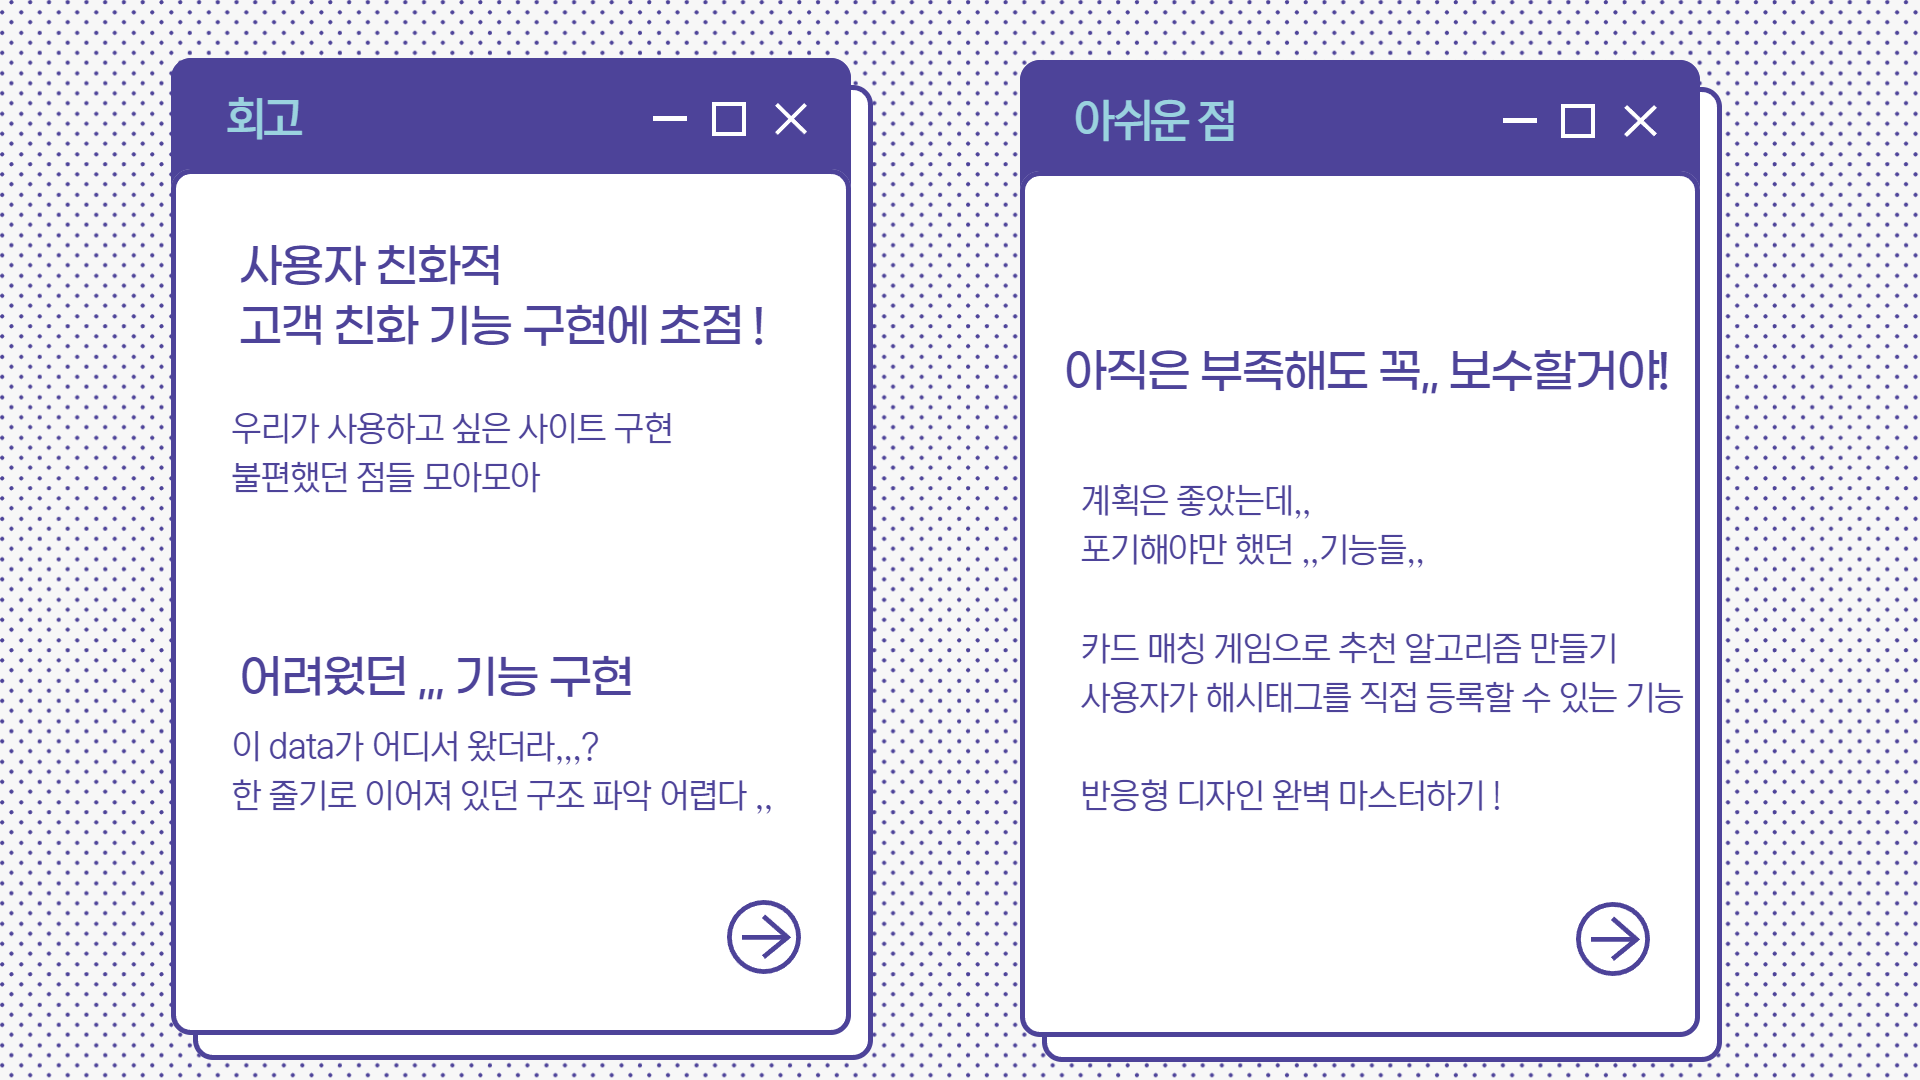 회고
사용자 친화적
고객 친화 기능 구현에 초점 !
우리가 사용하고 싶은 사이트 구현
불편했던 점들 모아모아
어려웠던 ,,, 기능 구현
이 data가 어디서 왔더라,,,?
한 줄기로 이어져 있던 구조 파악 어렵다 ,,
아쉬운 점
아직은 부족해도 꼭,, 보수할거야!
계획은 좋았는데,,
포기해야만 했던 ,,기능들,,
카드 매칭 게임으로 추천 알고리즘 만들기
사용자가 해시태그를 직접 등록할 수 있는 기능
반응형 디자인 완벽 마스터하기 !